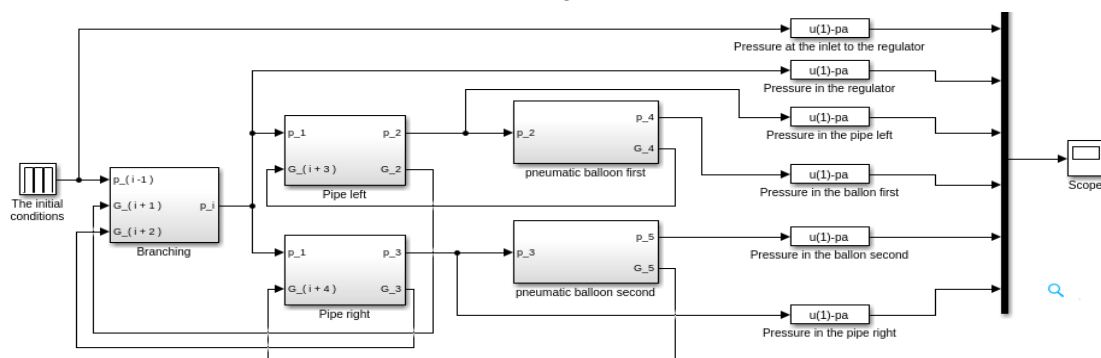 u(1)-pa
Pressure at the inlet to the regulator
u(1)-pa
Pressure in the regulator
p_1
p_2
G_( i + 3 )
G_2
Pipe left
p_2
p_4
G_4
pneumatic balloon first
u(1)-pa
Pressure in the pipe left
u(1)-pa
Pressure in the ballon first
Scope
The initial
conditions
p_( i -1 )
G_( i + 1 )
p_i
G_( i + 2 )
Branching
p_1
p_3
G_( i + 4 )
G_3
Pipe right
p_3
p_5
G_5
pneumatic balloon second
u(1)-pa
Pressure in the ballon second
u(1)-pa
Pressure in the pipe right